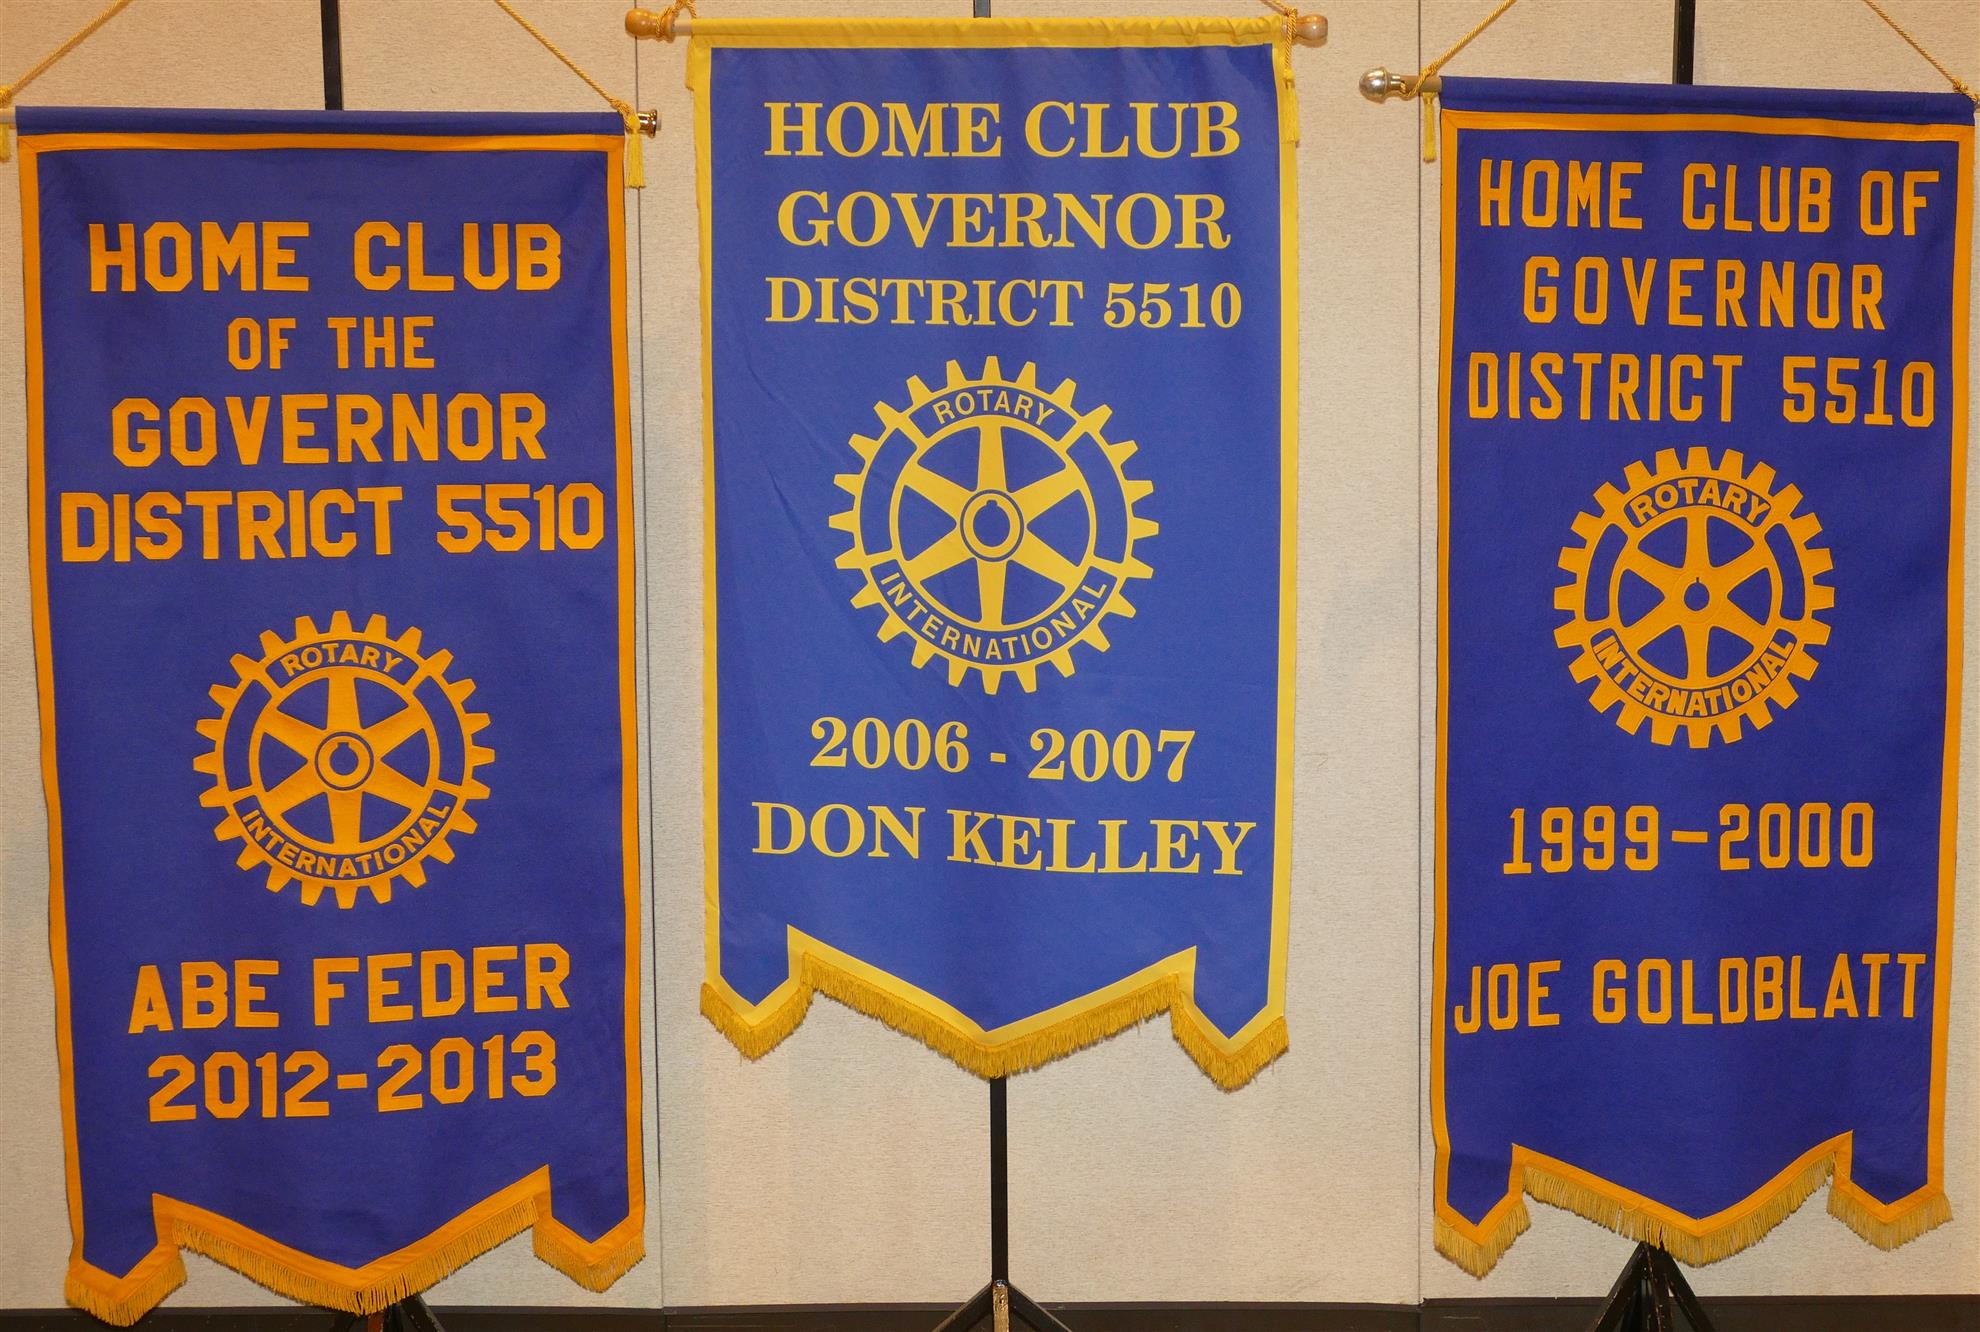 HOME CLUB
OF THE
GOVERNOR
DISTRICT 5510
ROTARY
INTERNATIONAL
ABE FEDER
2012-2013
HOME CLUB
GOVERNOR
DISTRICT 5510
ROTARY
INTERNATIONAL
2006 - 2007
DON KELLEY
HOME CLUB OF
GOVERNOR
DISTRICT 5510
ROTARY
INTERNATIONAL
1999-2000
JOE GOLDBLATT